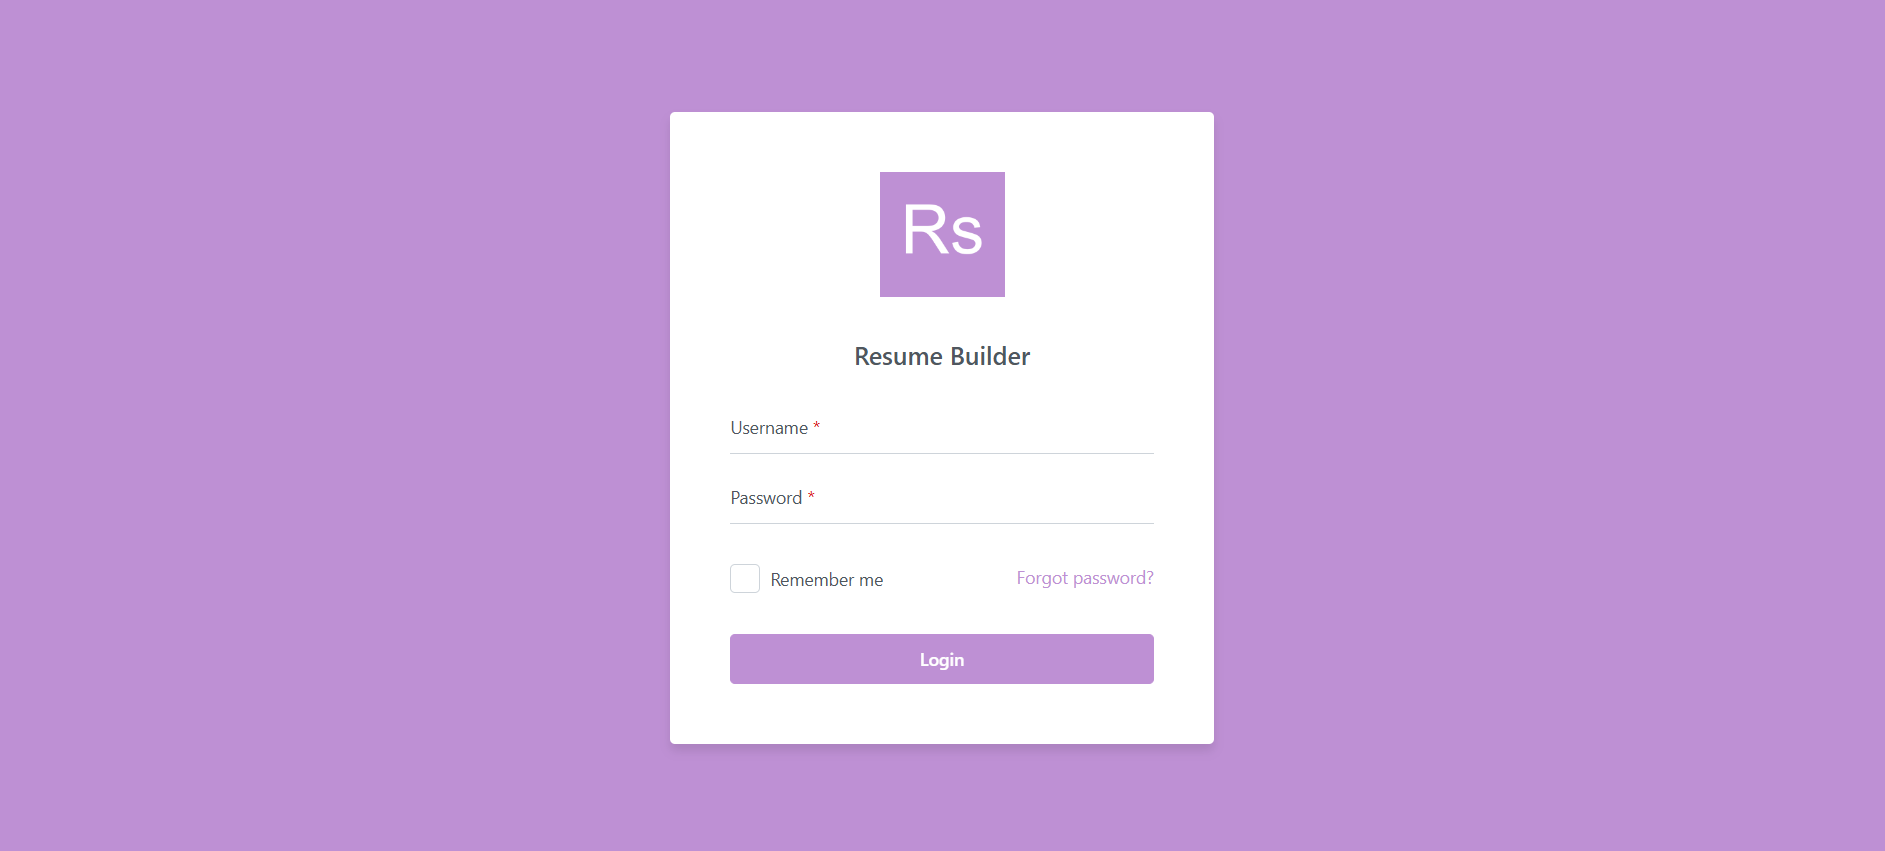 Rs
Resume Builder
Username *
Password *
Remember me
Forgot password?
Login